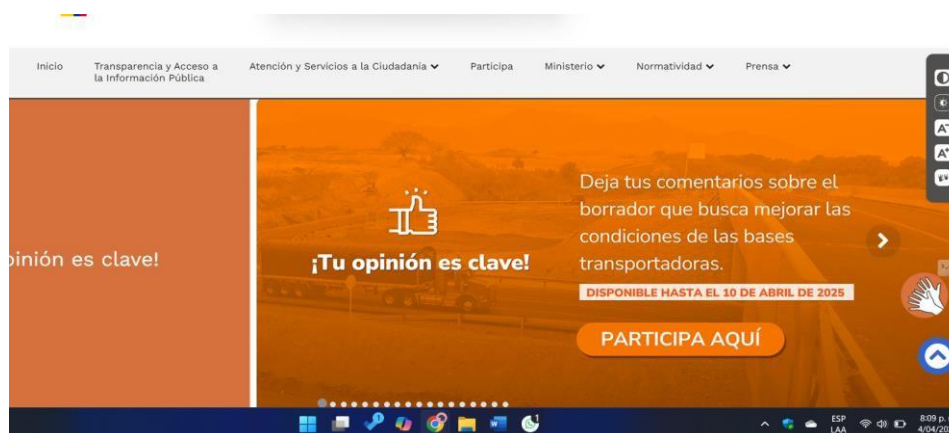 Inicio
Transparencia y Acceso a
la Información Pública
Atención y Servicios a la Ciudadanía
Participa
Ministerio
Normatividad
Prensa
A-
A+
es clave!
¡Tu opinión es clave!
Deja tus comentarios sobre el
borrador que busca mejorar las
condiciones de las bases
transportadoras.
DISPONIBLE HASTA EL 10 DE ABRIL DE 2025
PARTICIPA AQUÍ
ESP
LAA
8:09 p.
4/04/20